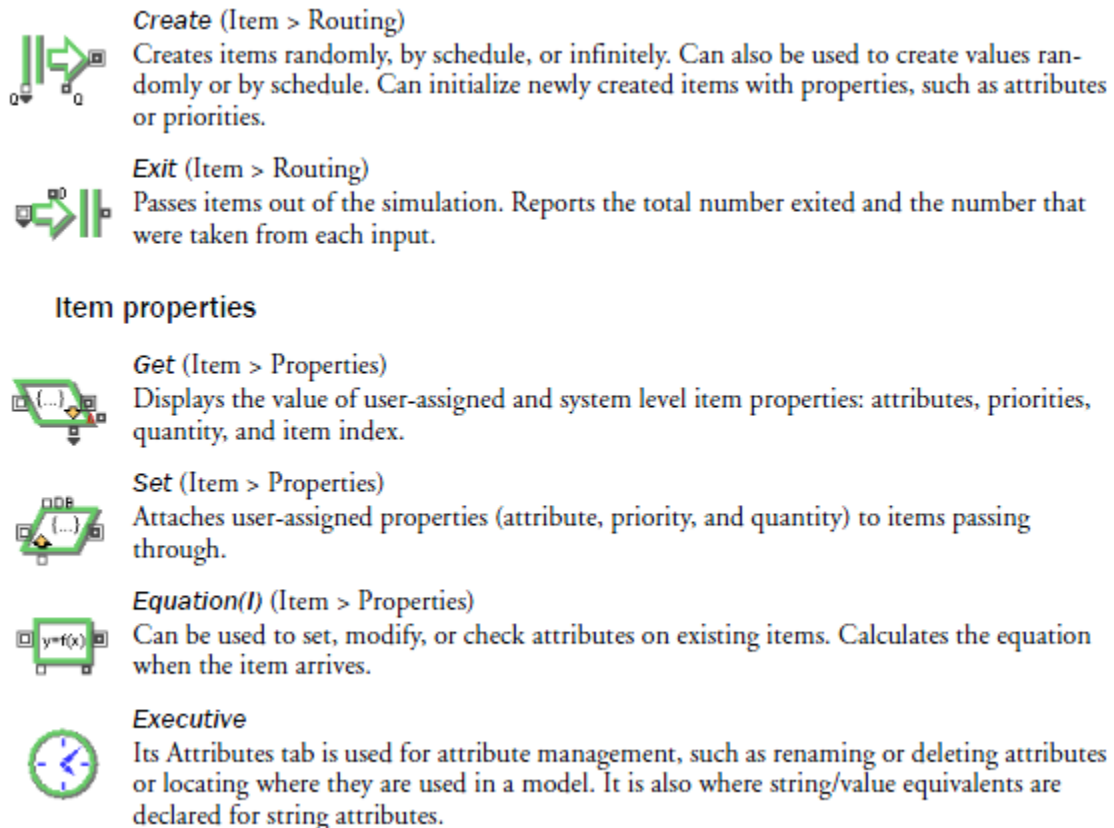 Create (Item > Routing)
Creates items randomly, by schedule, or infinitely. Can also be used to create values ran-
domly or by schedule. Can initialize newly created items with properties, such as attributes
or priorities.
Q Q
Exit (Item > Routing)
Passes items out of the simulation. Reports the total number exited and the number that
were taken from each input.
Item properties
Get (Item > Properties)
{...}
Displays the value of user-assigned and system level item properties: attributes, priorities,
quantity, and item index.
Set (Item > Properties)
{...}
Attaches user-assigned properties (attribute, priority, and quantity) to items passing
through.
Equation(I) (Item > Properties)
y=f(x)
Can be used to set, modify, or check attributes on existing items. Calculates the equation
when the item arrives.
Executive
Its Attributes tab is used for attribute management, such as renaming or deleting attributes
or locating where they are used in a model. It is also where string/value equivalents are
declared for string attributes.